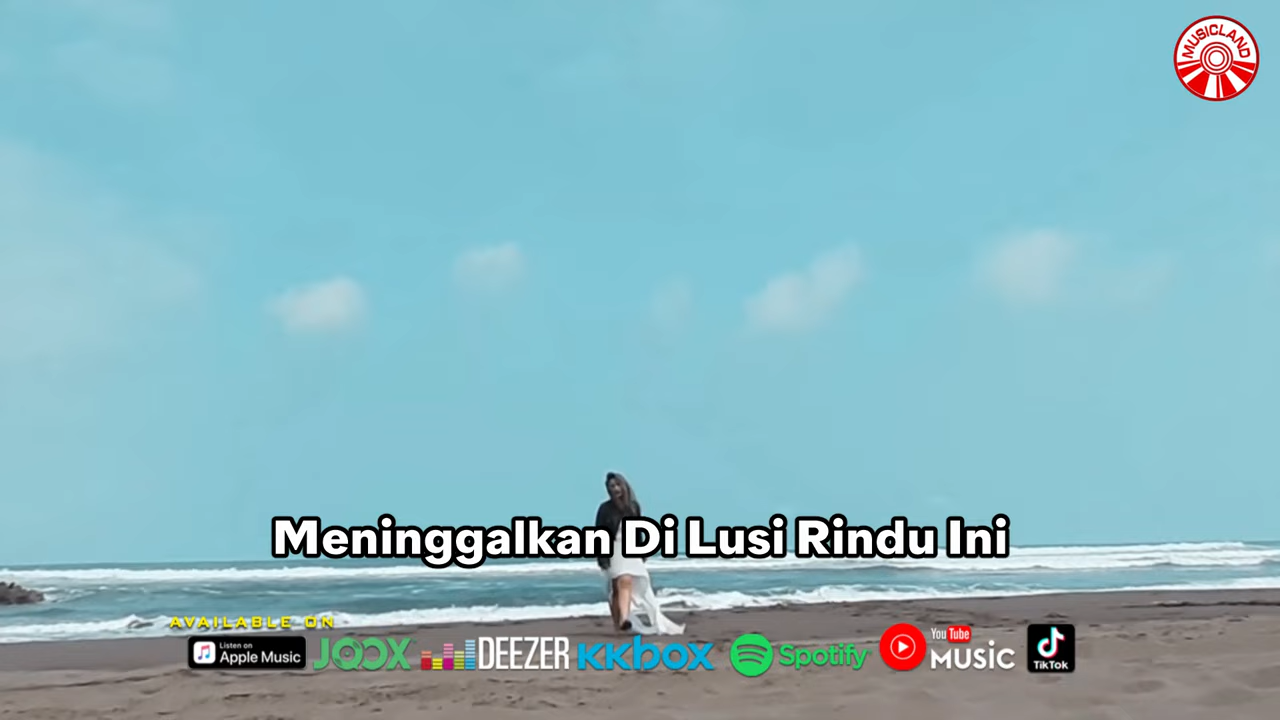 MUSICLAND
Meninggalkan Di Lusi Rindu Ini
AVAILABLE ON
Listen on
Apple Music
JOOX
DEEZER
KKBOX
Spotify
YouTube
MUSIC
TikTok